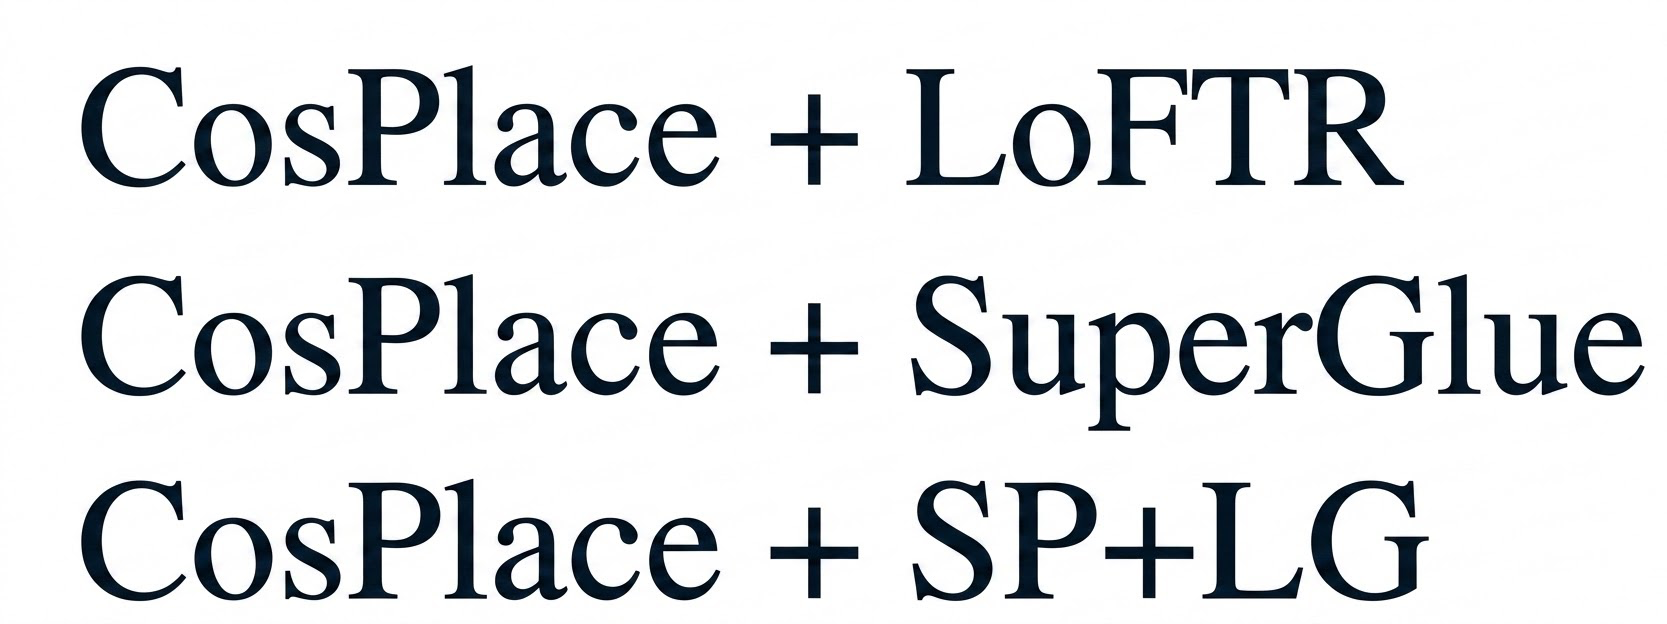 CosPlace + LoFTR
CosPlace + SuperGlue
CosPlace + SP+LG